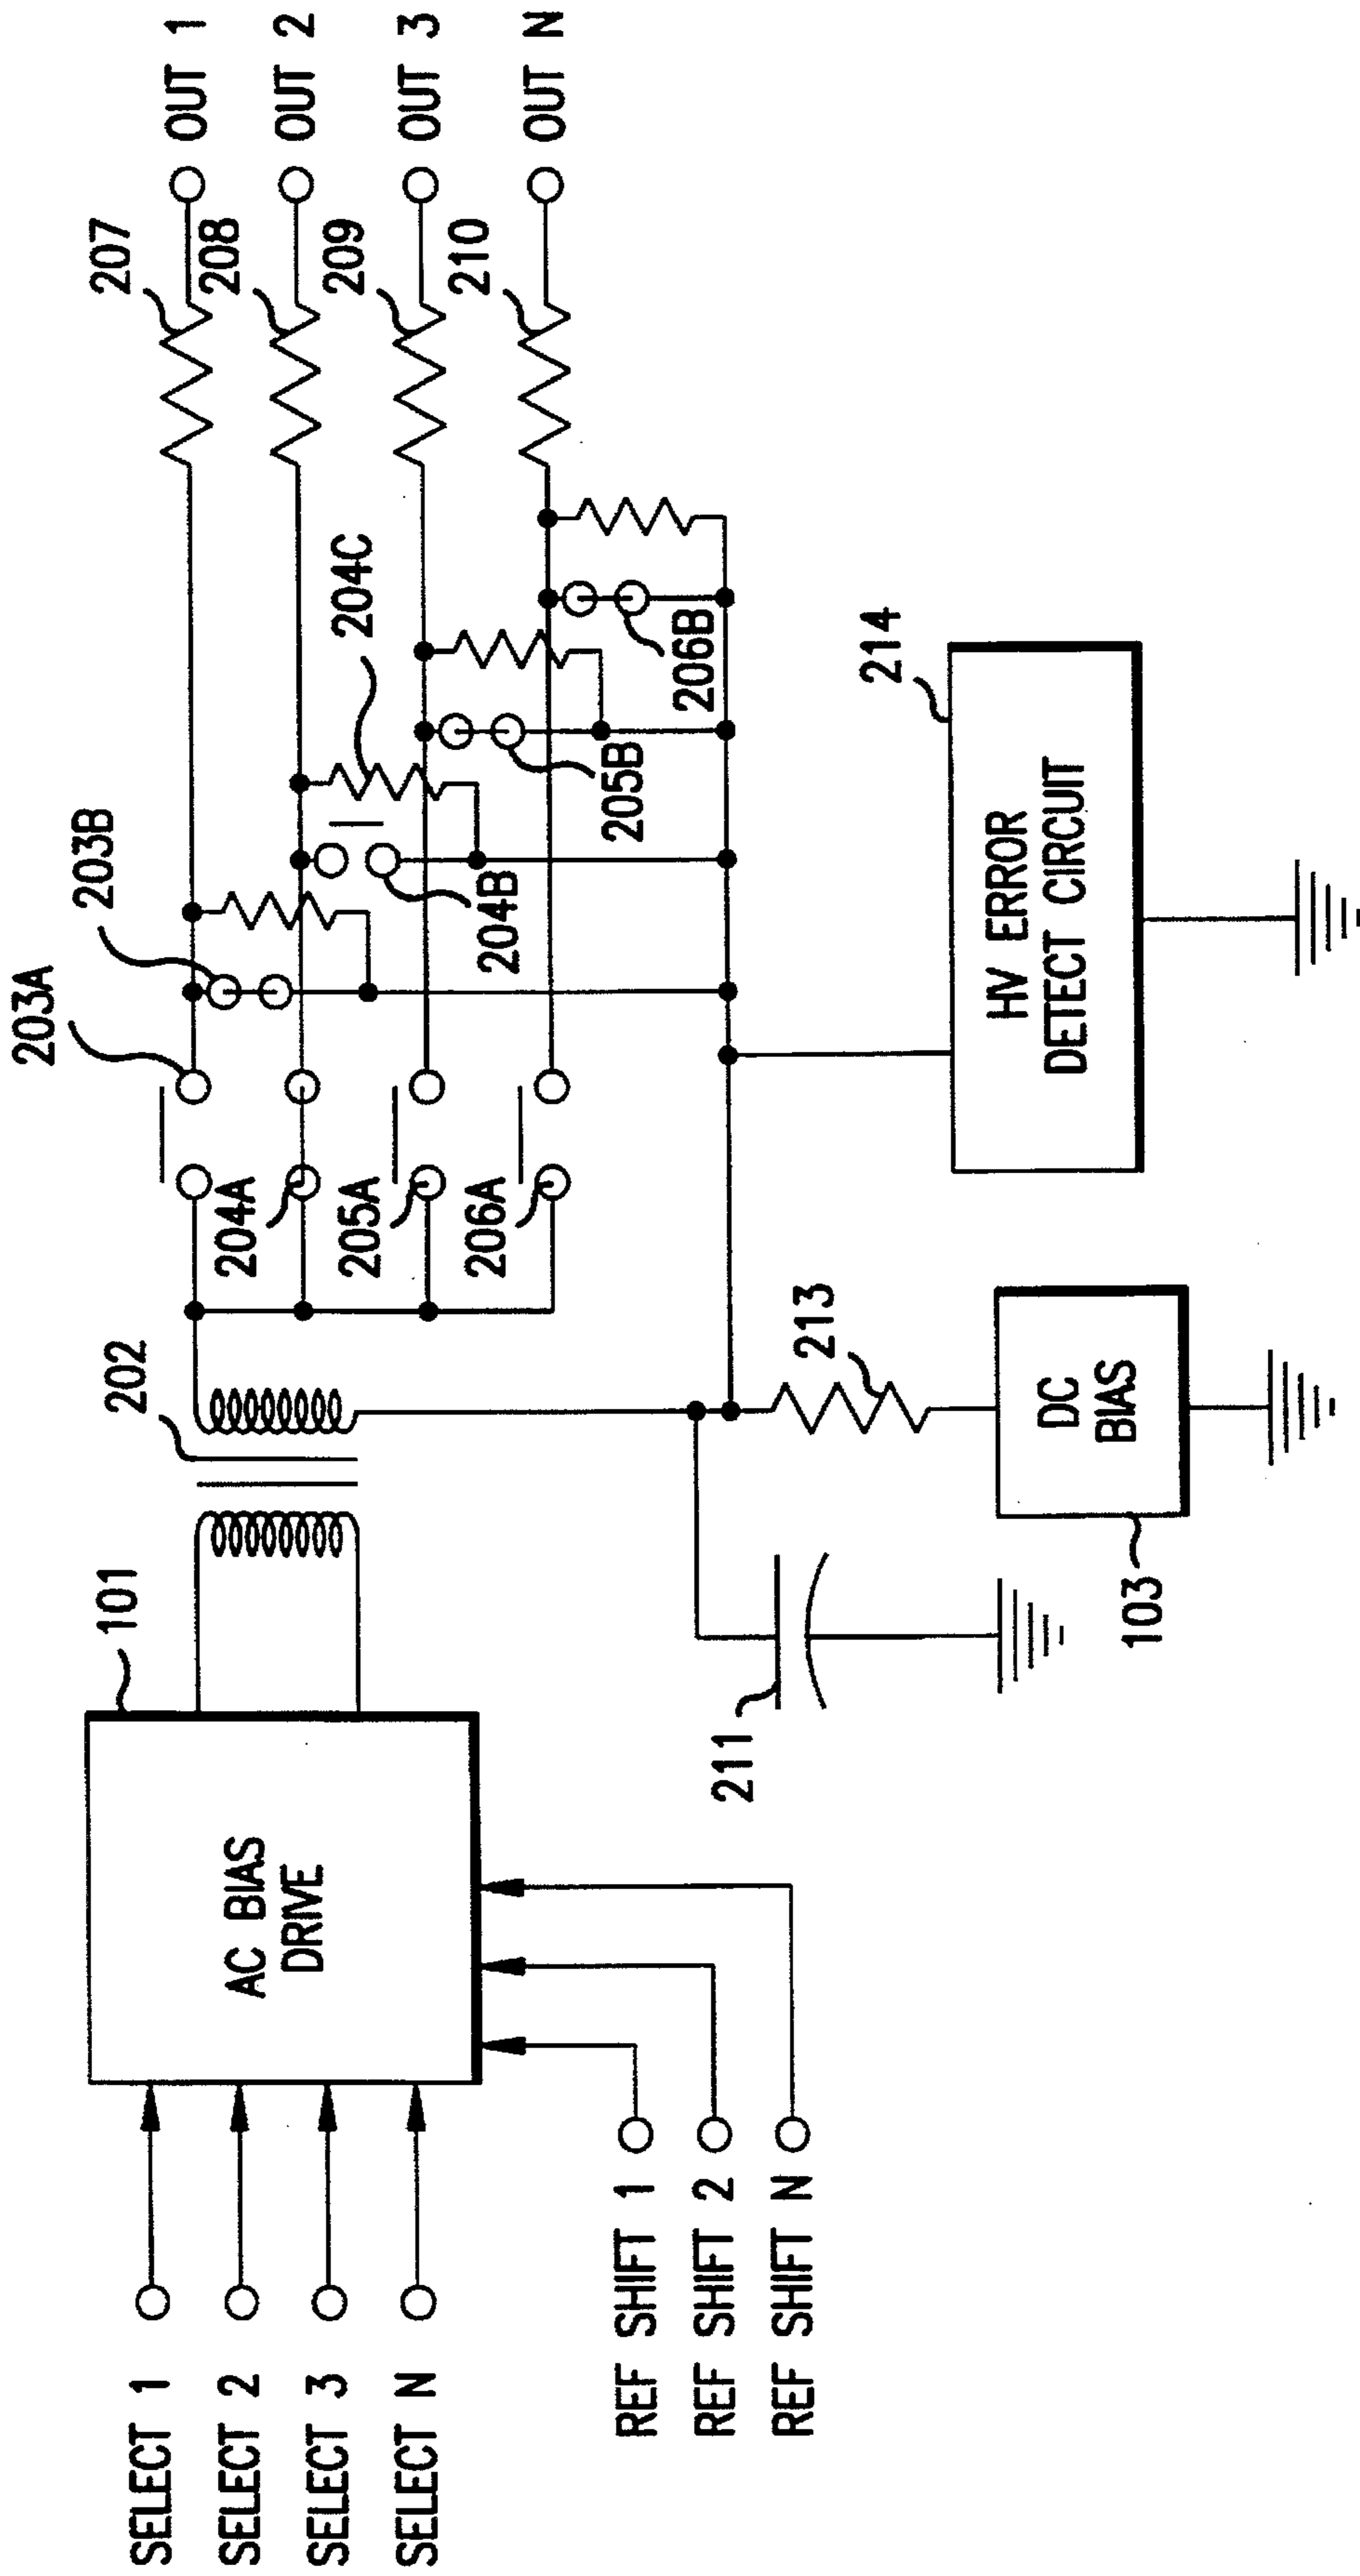 SELECT 1
SELECT 2
SELECT 3
SELECT N
REF SHIFT 1
REF SHIFT 2
REF SHIFT N
AC BIAS
DRIVE
101
202
211
213
DC
BIAS
103
203A
203B
204A
204B
204C
205A
205B
206A
206B
207
208
209
210
OUT 1
OUT 2
OUT 3
OUT N
214
HV ERROR
DETECT CIRCUIT